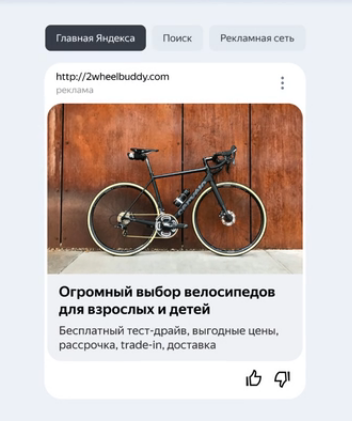 Главная Яндекса
Поиск
Рекламная сеть
http://2wheelbuddy.com
реклама
Огромный выбор велосипедов
для взрослых и детей
Бесплатный тест-драйв, выгодные цены,
рассрочка, trade-in, доставка